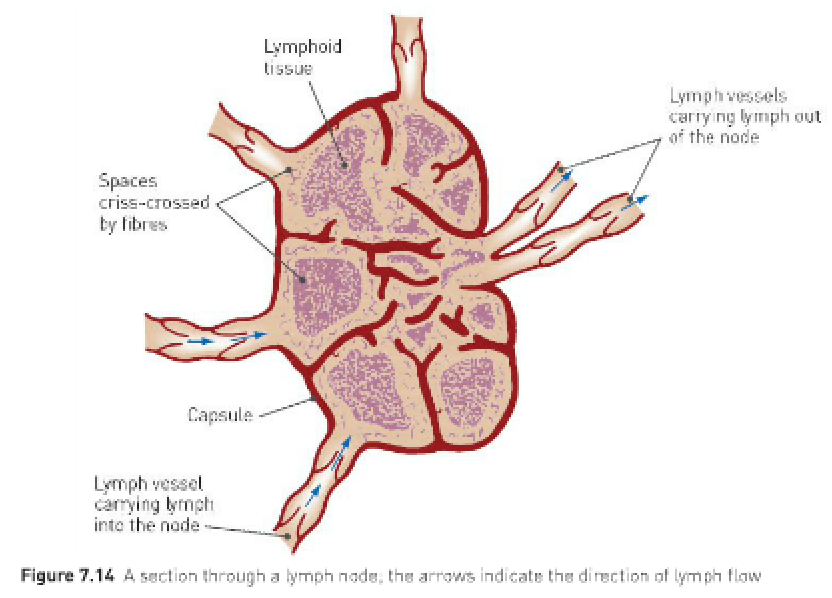 Lymphoid
tissue
Lymph vessels
carrying lymph out
of the node
Spaces
criss-crossed
by fibres
Capsule
Lymph vessel
carrying lymph
into the node
Figure 7.14 A section through a lymph node; the arrows indicate the direction of lymph flow